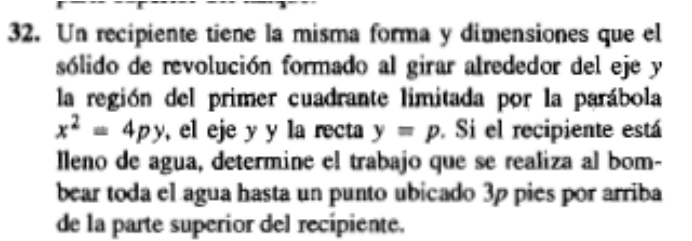 32. Un recipiente tiene la misma forma y dimensiones que el
sólido de revolución formado al girar alrededor del eje y
la región del primer cuadrante limitada por la parábola
x² = 4py, el eje y y la recta y = p. Si el recipiente está
lleno de agua, determine el trabajo que se realiza al bom-
bear toda el agua hasta un punto ubicado 3p pies por arriba
de la parte superior del recipiente.